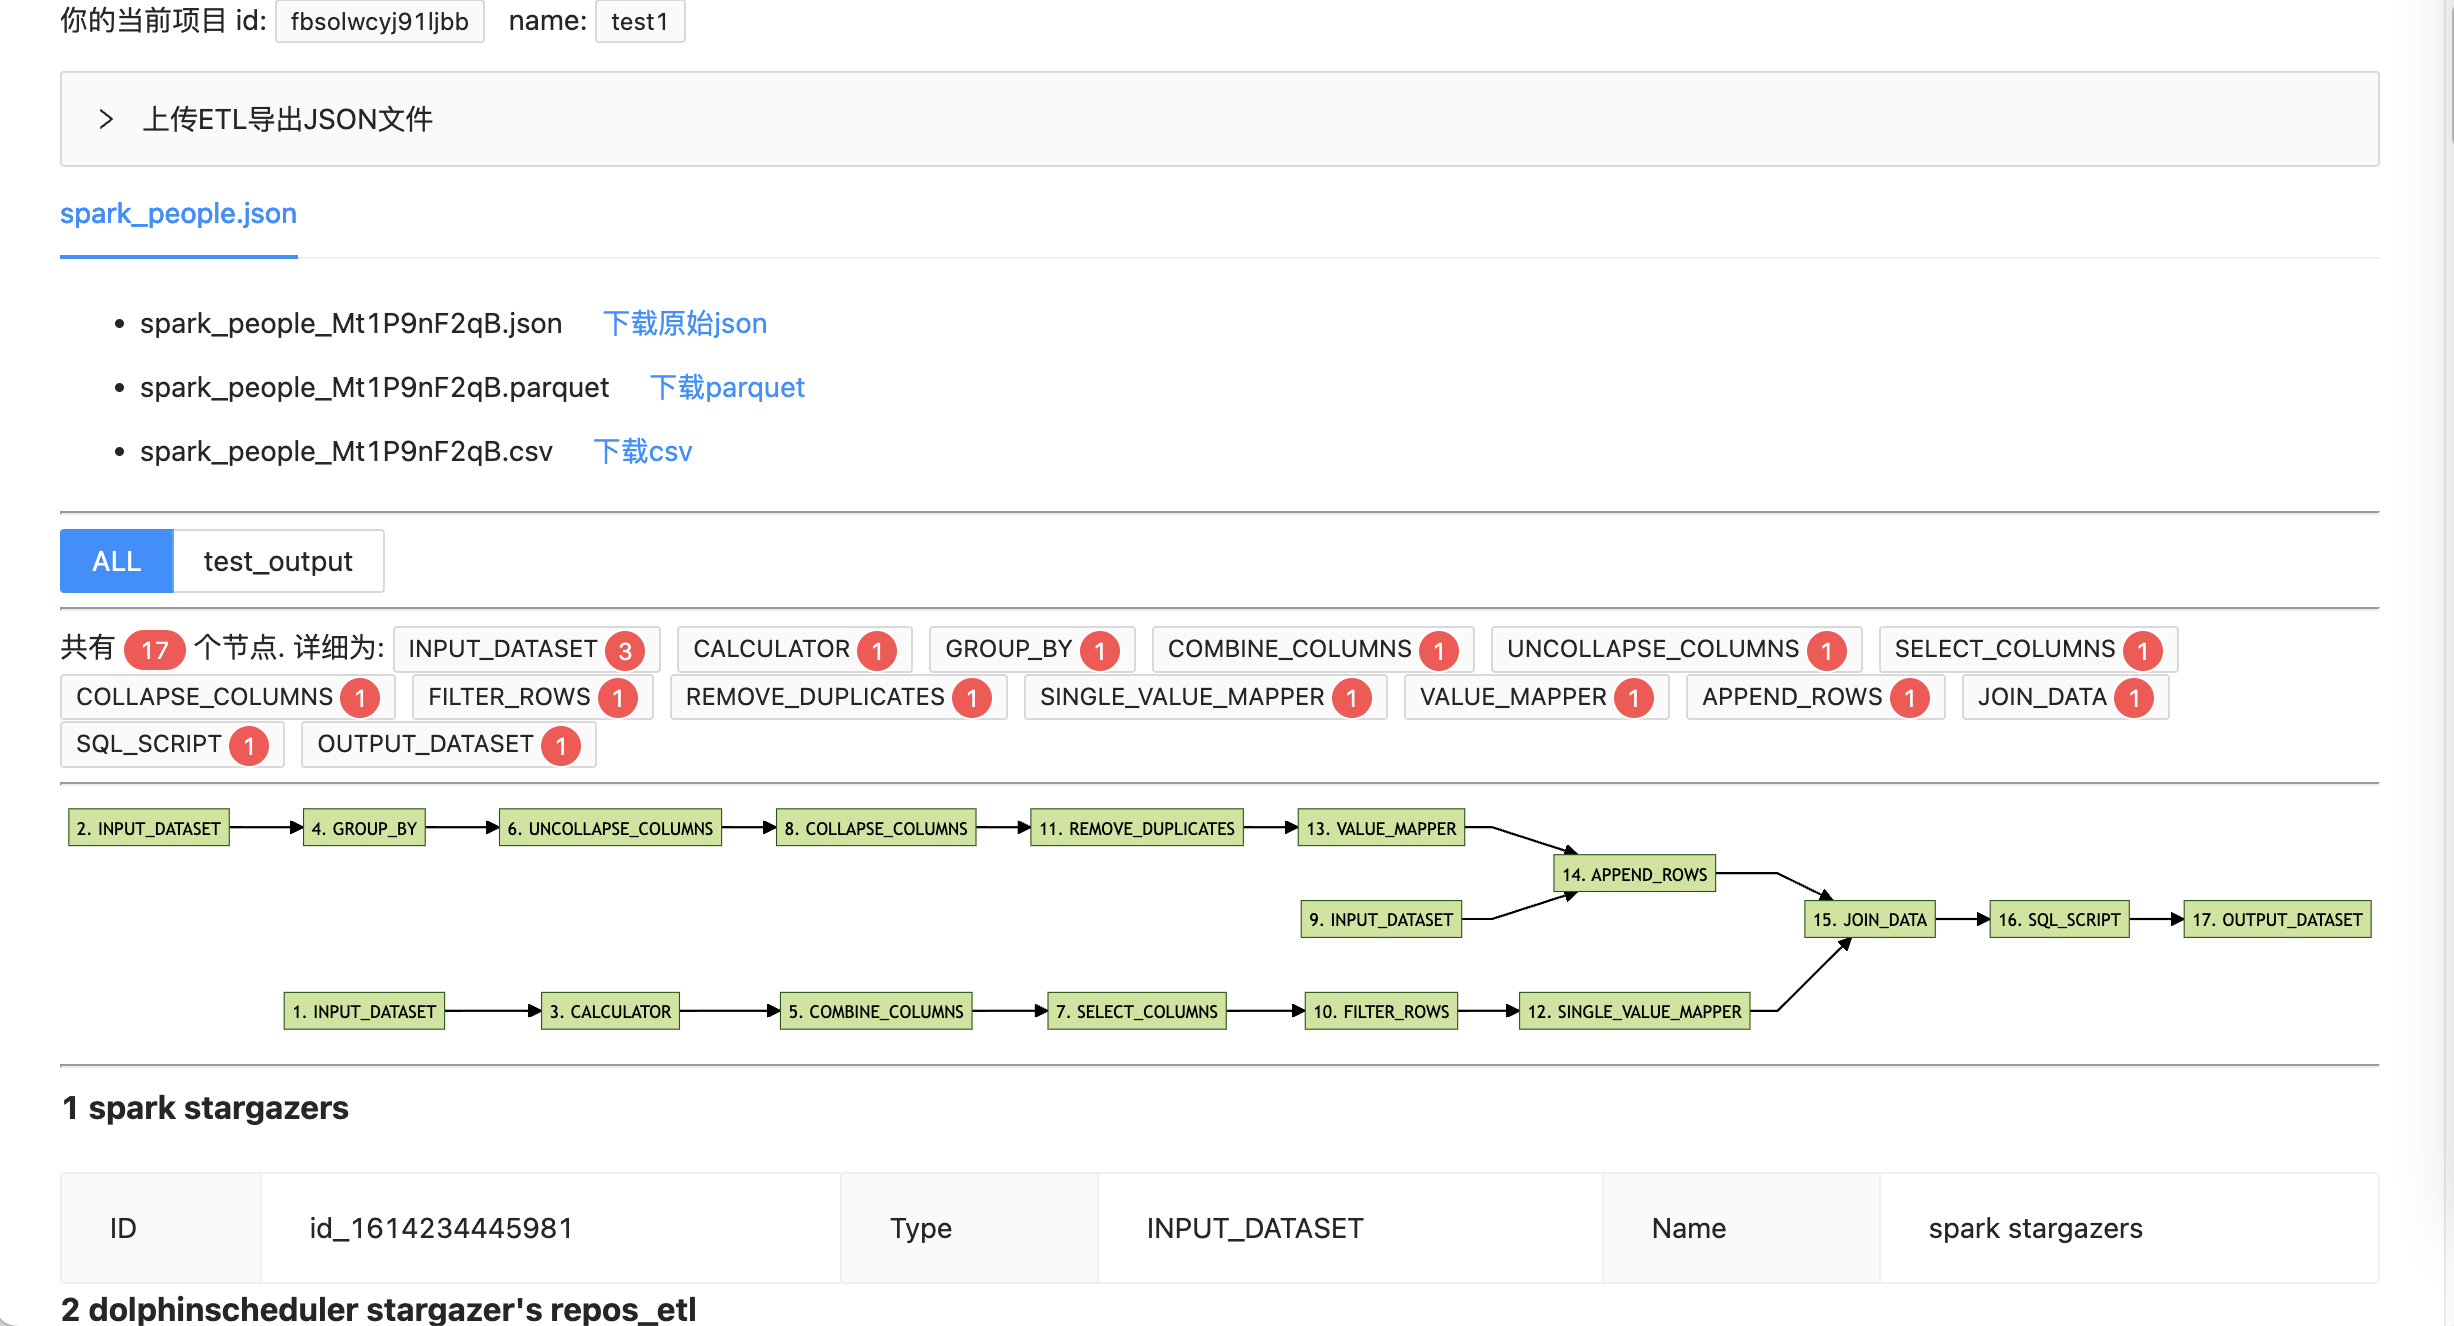 你的当前项目 id: fbsolwcyj91ljbb name: test1
上传ETL导出JSON文件
spark_people.json
spark_people_Mt1P9nF2qB.json 下载原始json
spark_people_Mt1P9nF2qB.parquet 下载parquet
spark_people_Mt1P9nF2qB.csv 下载csv
ALL test_output
共有 17 个节点. 详细为: INPUT_DATASET 3 CALCULATOR 1 GROUP_BY 1 COMBINE_COLUMNS 1 UNCOLLAPSE_COLUMNS 1 SELECT_COLUMNS 1
COLLAPSE_COLUMNS 1 FILTER_ROWS 1 REMOVE_DUPLICATES 1 SINGLE_VALUE_MAPPER 1 VALUE_MAPPER 1 APPEND_ROWS 1 JOIN_DATA 1
SQL_SCRIPT 1 OUTPUT_DATASET 1
2. INPUT_DATASET 4. GROUP_BY 6. UNCOLLAPSE_COLUMNS 8. COLLAPSE_COLUMNS 11. REMOVE_DUPLICATES 13. VALUE_MAPPER
14. APPEND_ROWS
9. INPUT_DATASET 15. JOIN_DATA 16. SQL_SCRIPT 17. OUTPUT_DATASET
1. INPUT_DATASET 3. CALCULATOR 5. COMBINE_COLUMNS 7. SELECT_COLUMNS 10. FILTER_ROWS 12. SINGLE_VALUE_MAPPER
1 spark stargazers
ID id_1614234445981 Type INPUT_DATASET Name spark stargazers
2 dolphinscheduler stargazer's repos_etl